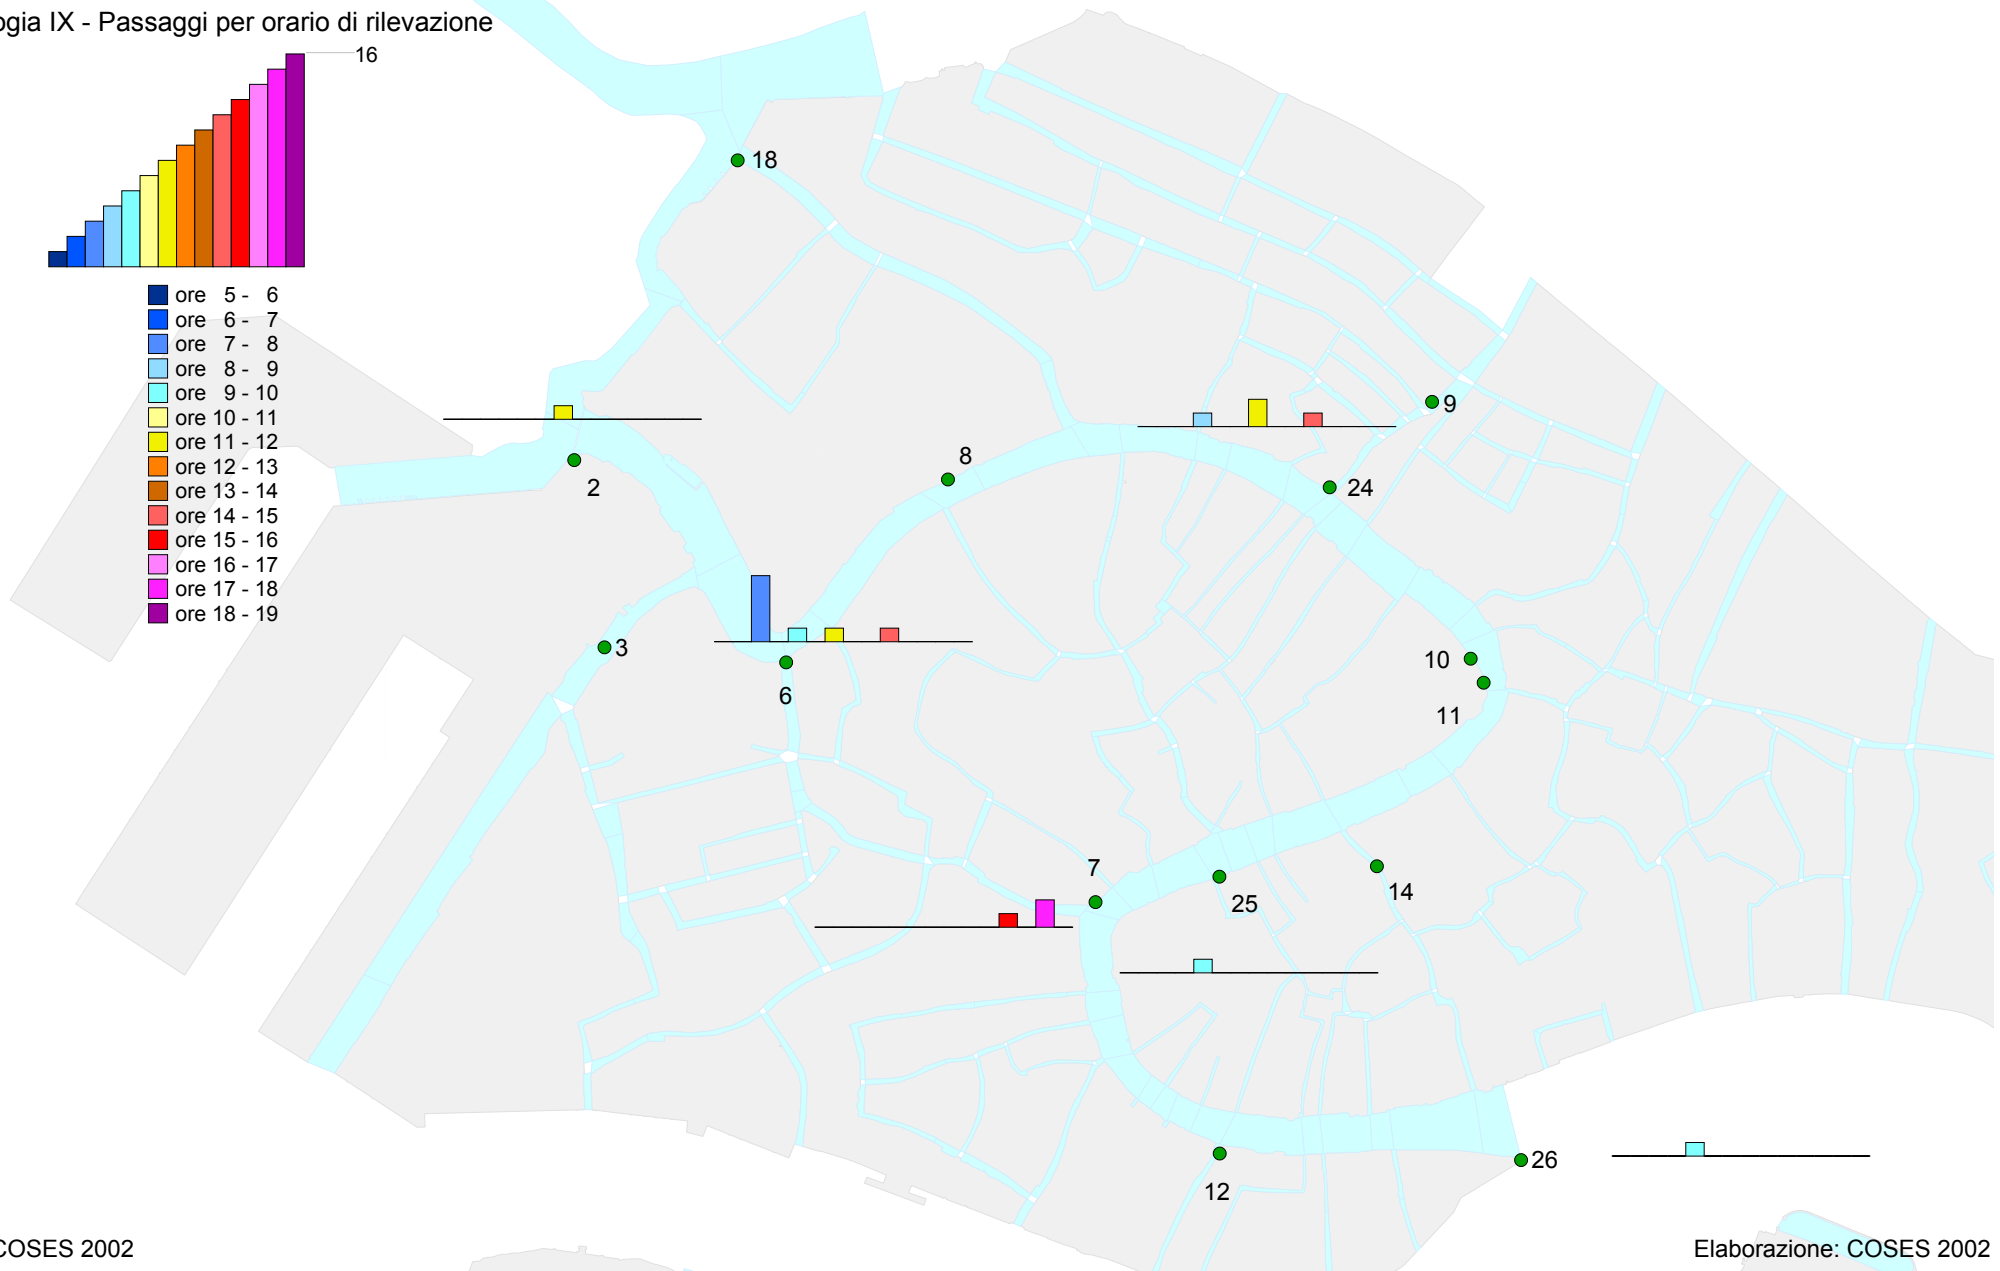 ogia IX - Passaggi per orario di rilevazione
16
ore 5 - 6
ore 6 - 7
ore 7 - 8
ore 8 - 9
ore 9 - 10
ore 10 - 11
ore 11 - 12
ore 12 - 13
ore 13 - 14
ore 14 - 15
ore 15 - 16
ore 16 - 17
ore 17 - 18
ore 18 - 19
18
9
8
2
24
3
10
6
11
7
14
25
26
12
COSES 2002
Elaborazione: COSES 2002